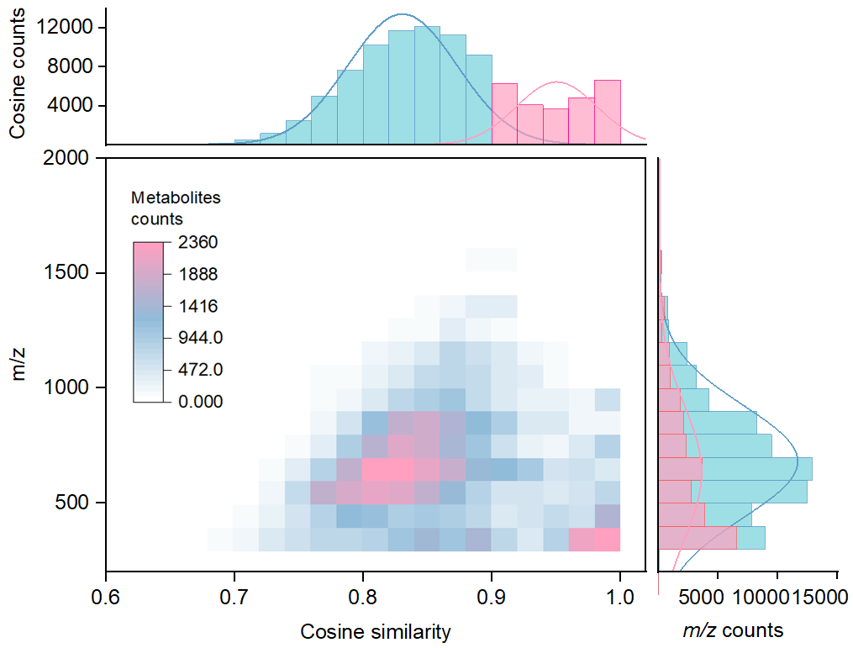 Cosine counts
12000
8000
4000
2000
1500
1000
500
m/z
Metabolites
counts
2360
1888
1416
944.0
472.0
0.000
0.6 0.7 0.8 0.9 1.0
Cosine similarity
5000 10000 15000
m/z counts